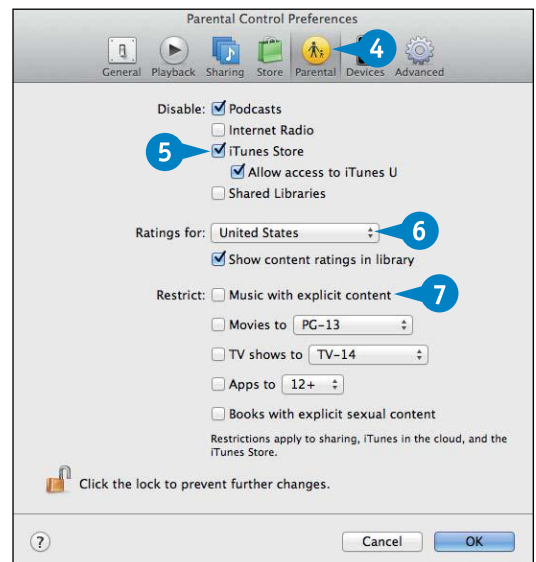 Parental Control Preferences
General Playback Sharing Store Parental Devices Advanced
4
Disable: Podcasts
Internet Radio
5 iTunes Store
Allow access to iTunes U
Shared Libraries
Ratings for: United States 6
Show content ratings in library
Restrict: Music with explicit content 7
Movies to PG-13
TV shows to TV-14
Apps to 12+
Books with explicit sexual content
Restrictions apply to sharing, iTunes in the cloud, and the
iTunes Store.
Click the lock to prevent further changes.
? Cancel OK